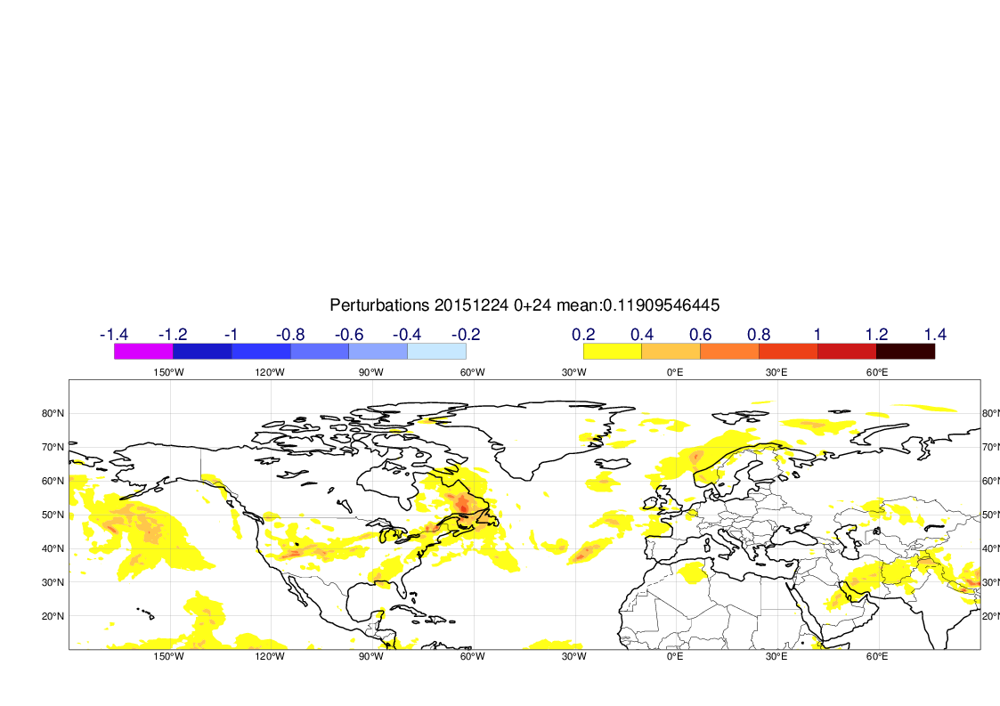 Perturbations 20151224 0+24 mean:0.11909546445
-1.4 -1.2 -1 -0.8 -0.6 -0.4 -0.2 0.2 0.4 0.6 0.8 1 1.2 1.4
150°W 120°W 90°W 60°W 30°W 0°E 30°E 60°E
80°N 80°N
70°N 70°N
60°N 60°N
50°N 50°N
40°N 40°N
30°N 30°N
20°N 20°N
150°W 120°W 90°W 60°W 30°W 0°E 30°E 60°E